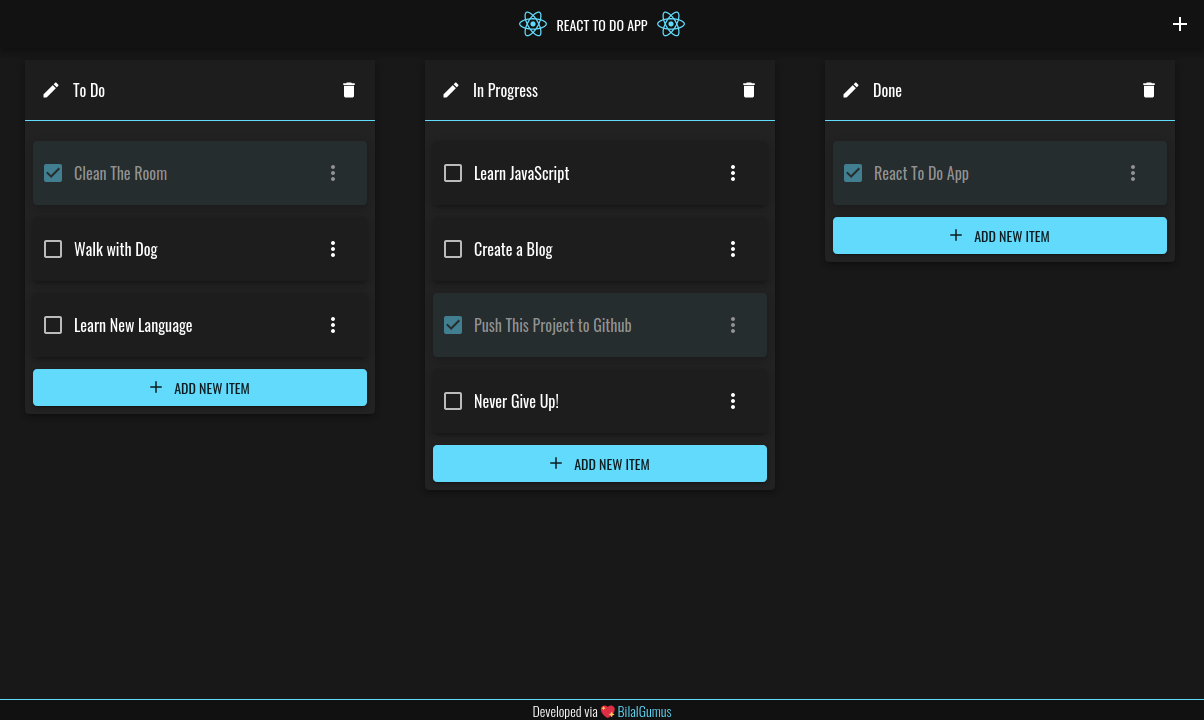 REACT TO DO APP
To Do
Clean The Room
Walk with Dog
Learn New Language
ADD NEW ITEM
In Progress
Learn JavaScript
Create a Blog
Push This Project to Github
Never Give Up!
ADD NEW ITEM
Done
React To Do App
ADD NEW ITEM
Developed via 💖 BilalGumus